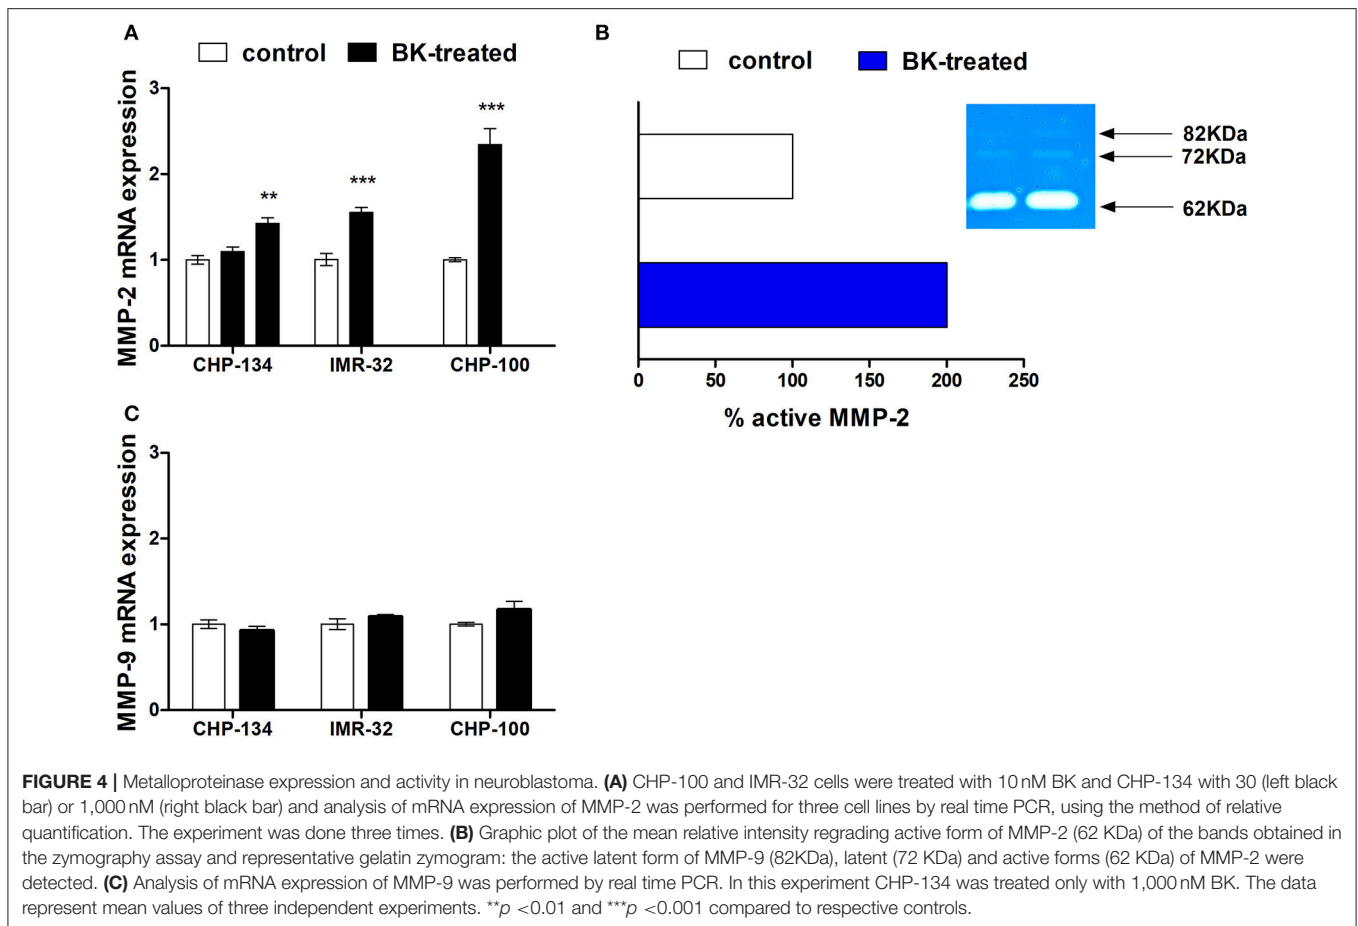 A
control BK-treated
MMP-2 mRNA expression
3
2
1
0
** *** ***
CHP-134 IMR-32 CHP-100
B
control BK-treated
82KDa
72KDa
62KDa
0 50 100 150 200 250
% active MMP-2
C
MMP-9 mRNA expression
3
2
1
0
CHP-134 IMR-32 CHP-100
FIGURE 4 | Metalloproteinase expression and activity in neuroblastoma. (A) CHP-100 and IMR-32 cells were treated with 10 nM BK and CHP-134 with 30 (left black
bar) or 1,000 nM (right black bar) and analysis of mRNA expression of MMP-2 was performed for three cell lines by real time PCR, using the method of relative
quantification. The experiment was done three times. (B) Graphic plot of the mean relative intensity regrading active form of MMP-2 (62 KDa) of the bands obtained in
the zymography assay and representative gelatin zymogram: the active latent form of MMP-9 (82KDa), latent (72 KDa) and active forms (62 KDa) of MMP-2 were
detected. (C) Analysis of mRNA expression of MMP-9 was performed by real time PCR. In this experiment CHP-134 was treated only with 1,000 nM BK. The data
represent mean values of three independent experiments. **p <0.01 and ***p <0.001 compared to respective controls.